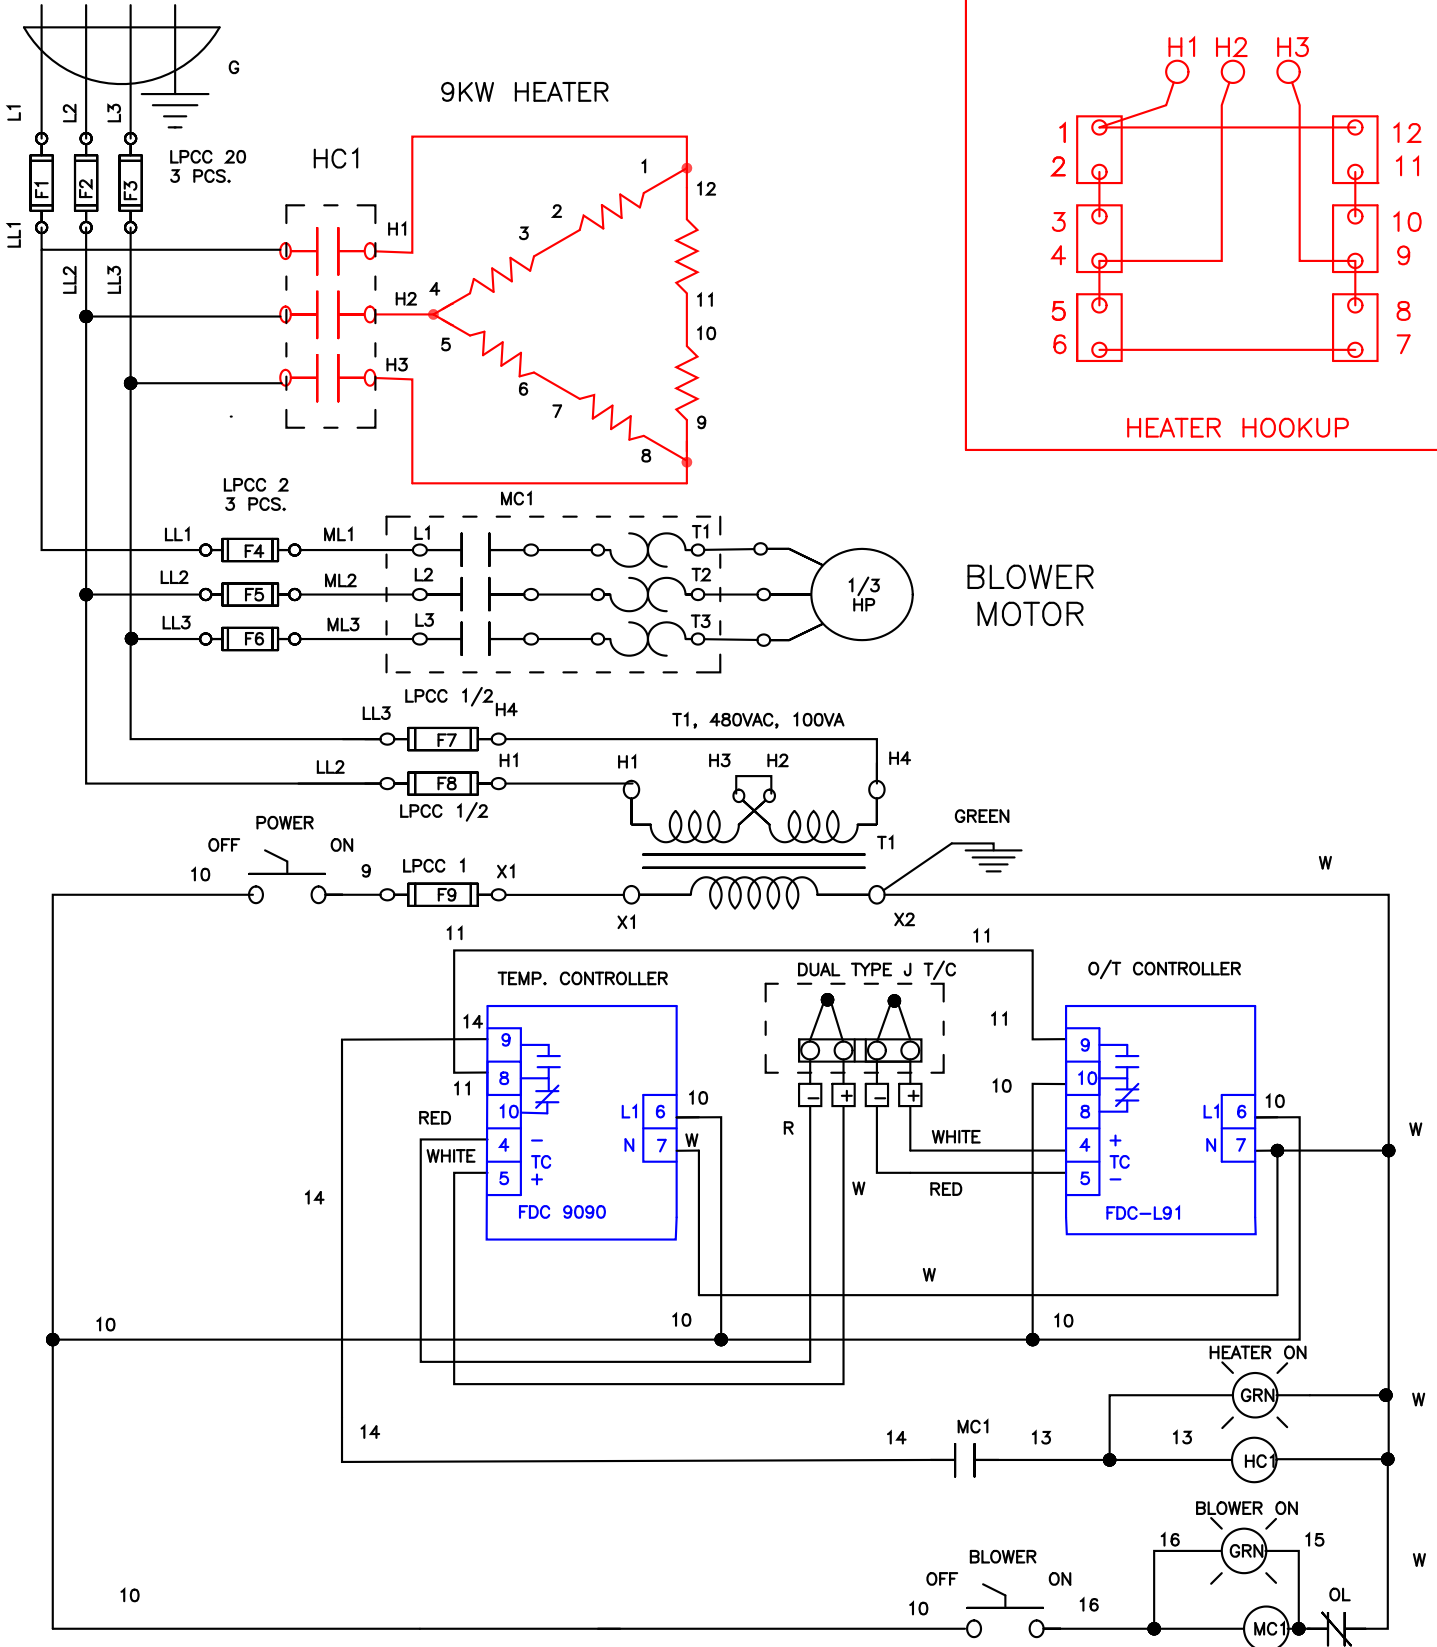 G
L1
L2
L3
F1
F2
F3
LPCC 20
3 PCS.
LL1
LL2
LL3
9KW HEATER
HC1
H1
H2
H3
1
2
3
4
5
6
7
8
9
10
11
12
H1 H2 H3
1
2
3
4
5
6
12
11
10
9
8
7
HEATER HOOKUP
LPCC 2
3 PCS.
MC1
LL1 F4 ML1 L1 T1
LL2 F5 ML2 L2 T2
LL3 F6 ML3 L3 T3
1/3
HP
BLOWER
MOTOR
LPCC 1/2
LL3 F7 H4
T1, 480VAC, 100VA
LL2 F8 H1
LPCC 1/2
H1 H3 H2 H4
T1
GREEN
POWER
OFF ON
10 9
LPCC 1
F9
X1
X1
X2
W
11
11
TEMP. CONTROLLER
DUAL TYPE J T/C
O/T CONTROLLER
14
11
RED
WHITE
9
8
10
4 −
TC
5 +
L1 6
N 7
FDC 9090
10
W
− + − +
R
W
WHITE
RED
11
10
9
10
8
4 +
TC
5 −
L1 6
N 7
FDC−L91
10
W
14
W
10
10
10
HEATER ON
GRN
W
14
14
MC1
13
13
HC1
BLOWER ON
16
GRN
15
W
10
BLOWER
OFF ON
10
16
MC1
OL